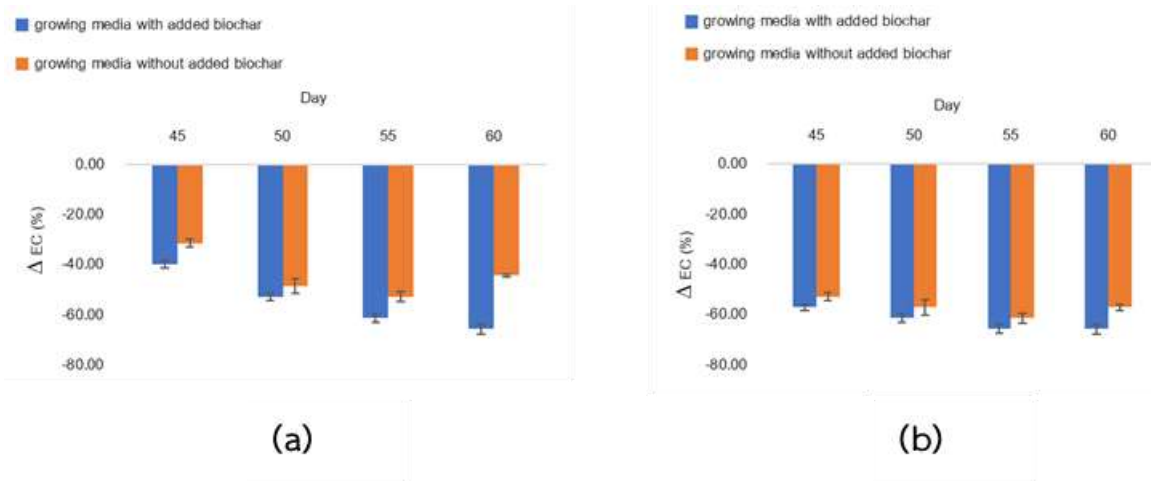 growing media with added biochar
growing media without added biochar
Day
45 50 55 60
0.00
-20.00
-40.00
-60.00
-80.00
Δ EC (%)
(a)
growing media with added biochar
growing media without added biochar
Day
45 50 55 60
0.00
-20.00
-40.00
-60.00
-80.00
Δ EC (%)
(b)